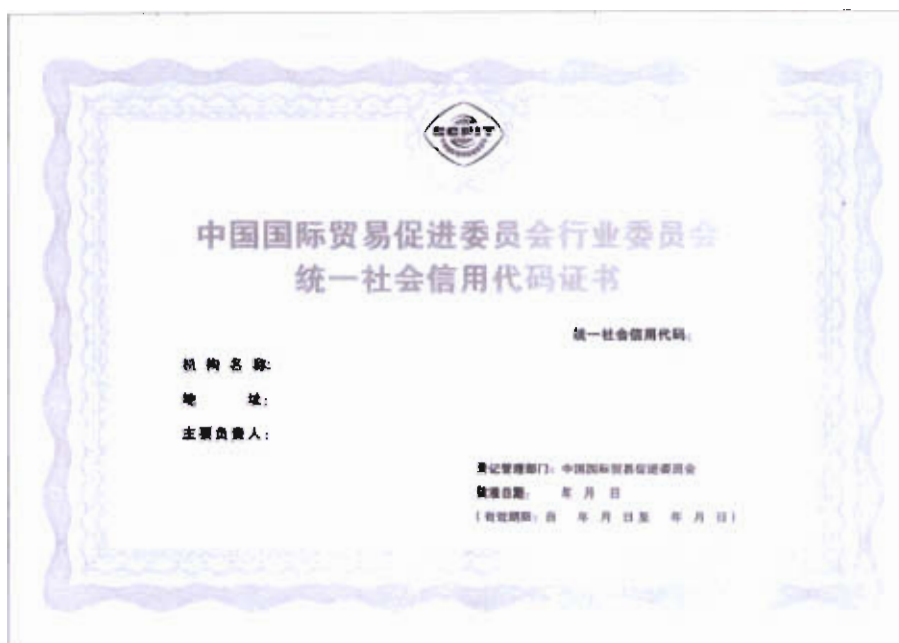 CCPIT
中国国际贸易促进委员会行业委员会
统一社会信用代码证书
统一社会信用代码：
机构名称：
地 址：
主要负责人：
登记管理部门：中国国际贸易促进委员会
批准日期： 年 月 日
（有效期限：自 年 月 日至 年 月 日）